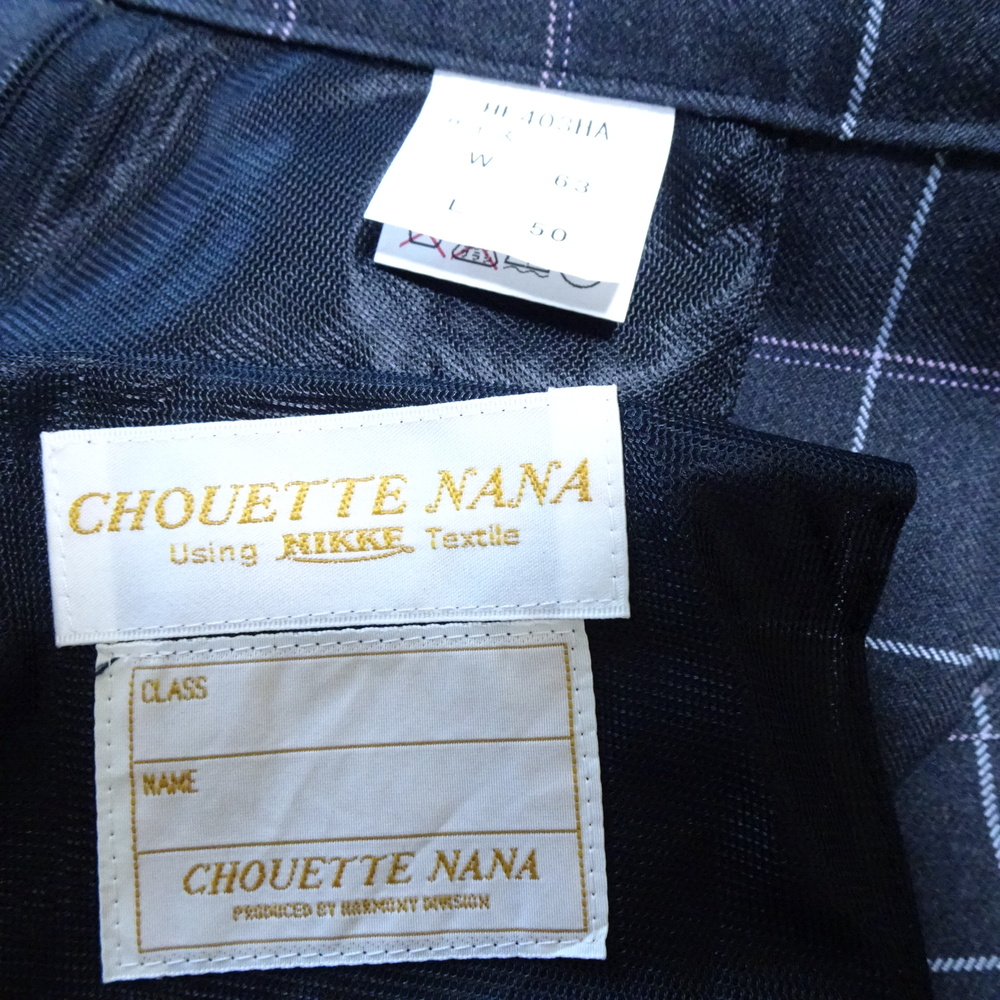 W 63
L 50
CHOUETTE NANA
Using NIKKE Textile
CLASS
NAME
CHOUETTE NANA
PRODUCED BY HARMONY DIVISION